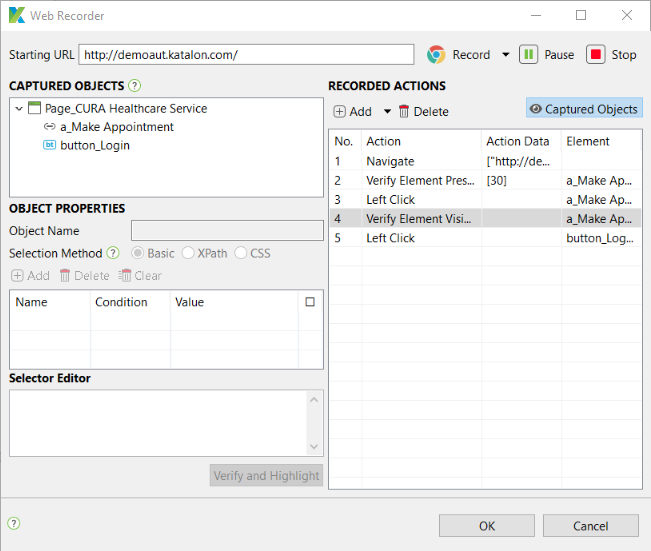 Web Recorder
Starting URL http://demoaut.katalon.com/ Record Pause Stop
CAPTURED OBJECTS ?
Page_CURA Healthcare Service
a_Make Appointment
bt button_Login
OBJECT PROPERTIES
Object Name
Selection Method ? Basic XPath CSS
Add Delete Clear
Name Condition Value
Selector Editor
Verify and Highlight
RECORDED ACTIONS
Add Delete Captured Objects
No. Action Action Data Element
1 Navigate ["http://de...
2 Verify Element Pres... [30] a_Make Ap...
3 Left Click a_Make Ap...
4 Verify Element Visi... a_Make Ap...
5 Left Click button_Log...
? OK Cancel